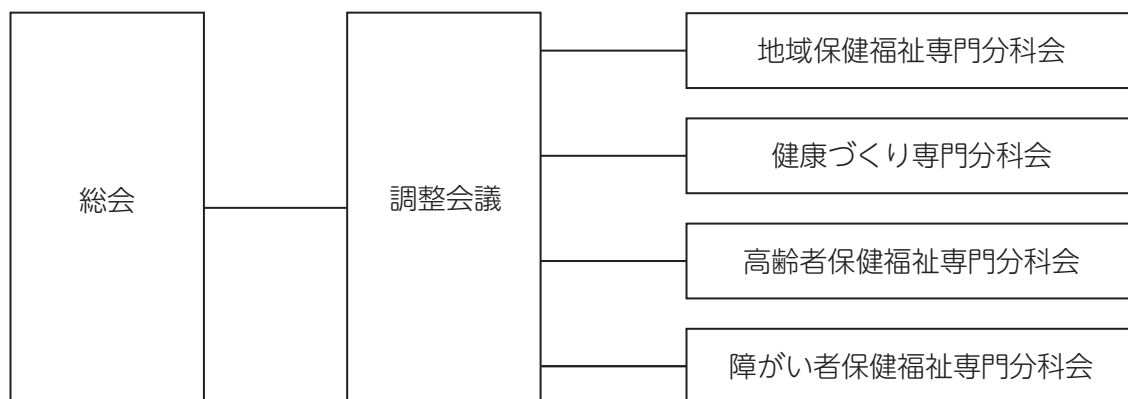 総会
調整会議
地域保健福祉専門分科会
健康づくり専門分科会
高齢者保健福祉専門分科会
障がい者保健福祉専門分科会